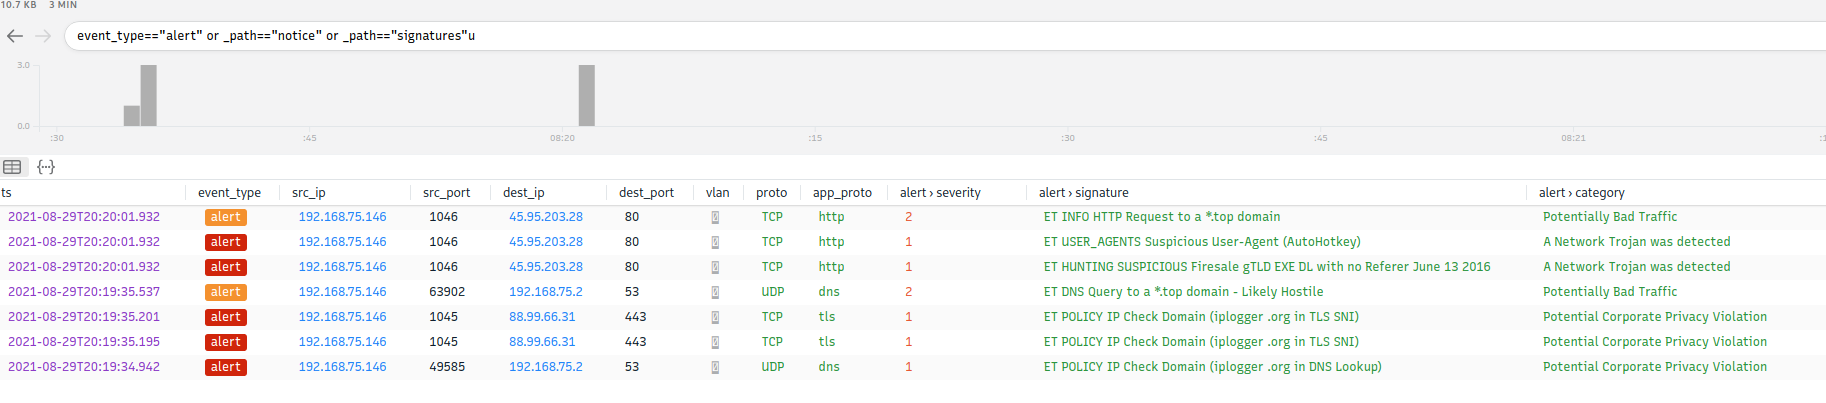 10.7 KB 3 MIN
event_type=="alert" or _path=="notice" or _path=="signatures"u
3.0
0.0
:30 :45 08:20 :15 :30 :45 08:21 :1
{···}
ts event_type src_ip src_port dest_ip dest_port vlan proto app_proto alert › severity alert › signature alert › category
2021-08-29T20:20:01.932 alert 192.168.75.146 1046 45.95.203.28 80 TCP http 2 ET INFO HTTP Request to a *.top domain Potentially Bad Traffic
2021-08-29T20:20:01.932 alert 192.168.75.146 1046 45.95.203.28 80 TCP http 1 ET USER_AGENTS Suspicious User-Agent (AutoHotkey) A Network Trojan was detected
2021-08-29T20:20:01.932 alert 192.168.75.146 1046 45.95.203.28 80 TCP http 1 ET HUNTING SUSPICIOUS Firesale gTLD EXE DL with no Referer June 13 2016 A Network Trojan was detected
2021-08-29T20:19:35.537 alert 192.168.75.146 63902 192.168.75.2 53 UDP dns 2 ET DNS Query to a *.top domain - Likely Hostile Potentially Bad Traffic
2021-08-29T20:19:35.201 alert 192.168.75.146 1045 88.99.66.31 443 TCP tls 1 ET POLICY IP Check Domain (iplogger .org in TLS SNI) Potential Corporate Privacy Violation
2021-08-29T20:19:35.195 alert 192.168.75.146 1045 88.99.66.31 443 TCP tls 1 ET POLICY IP Check Domain (iplogger .org in TLS SNI) Potential Corporate Privacy Violation
2021-08-29T20:19:34.942 alert 192.168.75.146 49585 192.168.75.2 53 UDP dns 1 ET POLICY IP Check Domain (iplogger .org in DNS Lookup) Potential Corporate Privacy Violation